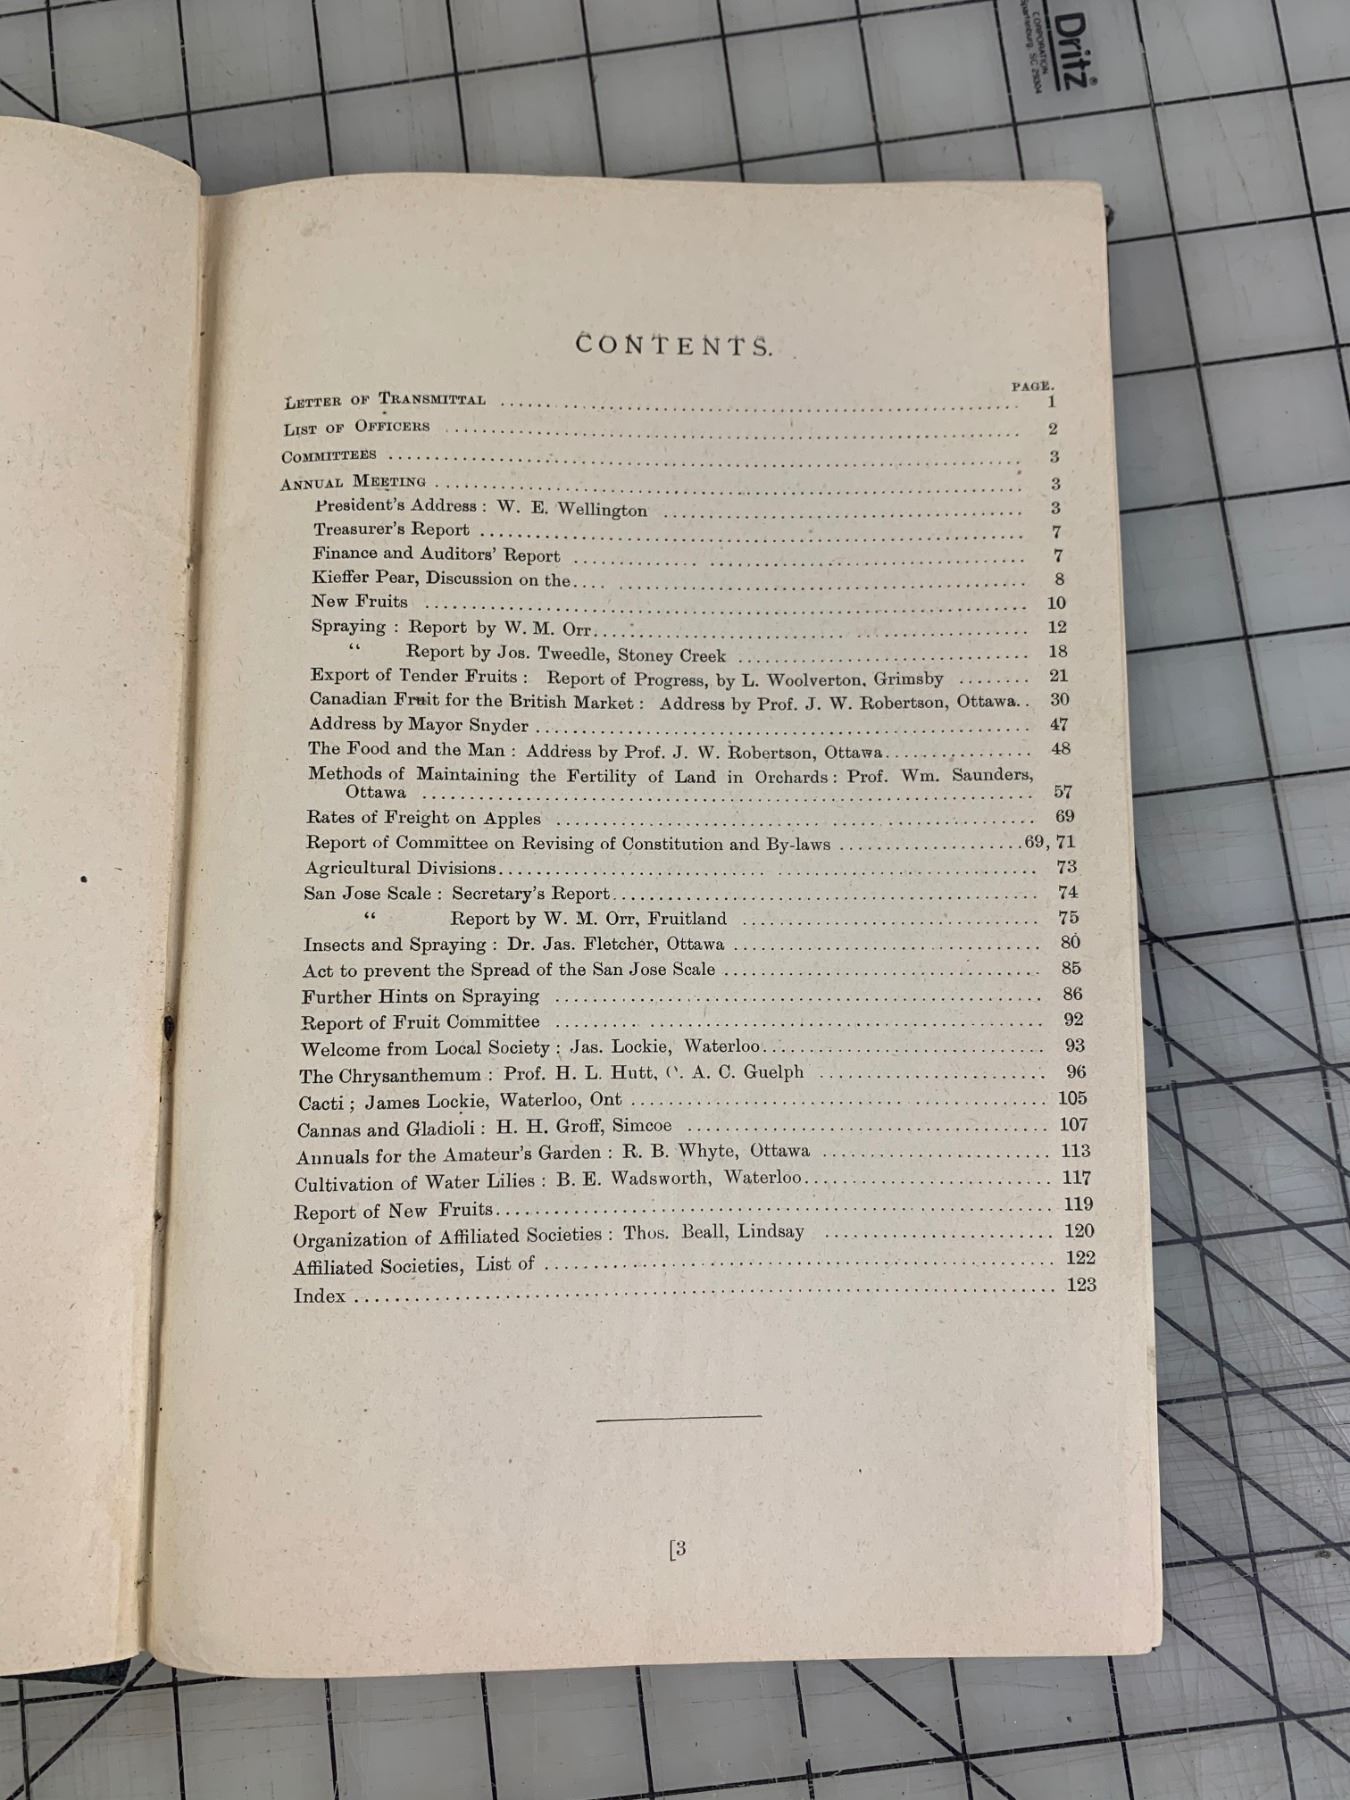 Dritz®
CORPORATION
Spartanburg, SC 29304
CONTENTS.
PAGE.
LETTER OF TRANSMITTAL ........ 1
LIST OF OFFICERS ........ 2
COMMITTEES ........ 3
ANNUAL MEETING ........ 3
President's Address : W. E. Wellington ........ 3
Treasurer's Report ........ 7
Finance and Auditors' Report ........ 7
Kieffer Pear, Discussion on the ........ 8
New Fruits ........ 10
Spraying : Report by W. M. Orr ........ 12
“ Report by Jos. Tweedle, Stoney Creek ........ 18
Export of Tender Fruits : Report of Progress, by L. Woolverton, Grimsby ........ 21
Canadian Fruit for the British Market : Address by Prof. J. W. Robertson, Ottawa.. 30
Address by Mayor Snyder ........ 47
The Food and the Man : Address by Prof. J. W. Robertson, Ottawa ........ 48
Methods of Maintaining the Fertility of Land in Orchards : Prof. Wm. Saunders,
Ottawa ........ 57
Rates of Freight on Apples ........ 69
Report of Committee on Revising of Constitution and By-laws ........ 69, 71
Agricultural Divisions ........ 73
San Jose Scale : Secretary's Report ........ 74
“ Report by W. M. Orr, Fruitland ........ 75
Insects and Spraying : Dr. Jas. Fletcher, Ottawa ........ 80
Act to prevent the Spread of the San Jose Scale ........ 85
Further Hints on Spraying ........ 86
Report of Fruit Committee ........ 92
Welcome from Local Society : Jas. Lockie, Waterloo ........ 93
The Chrysanthemum : Prof. H. L. Hutt, O. A. C. Guelph ........ 96
Cacti ; James Lockie, Waterloo, Ont ........ 105
Cannas and Gladioli : H. H. Groff, Simcoe ........ 107
Annuals for the Amateur's Garden : R. B. Whyte, Ottawa ........ 113
Cultivation of Water Lilies : B. E. Wadsworth, Waterloo ........ 117
Report of New Fruits ........ 119
Organization of Affiliated Societies : Thos. Beall, Lindsay ........ 120
Affiliated Societies, List of ........ 122
Index ........ 123
[3